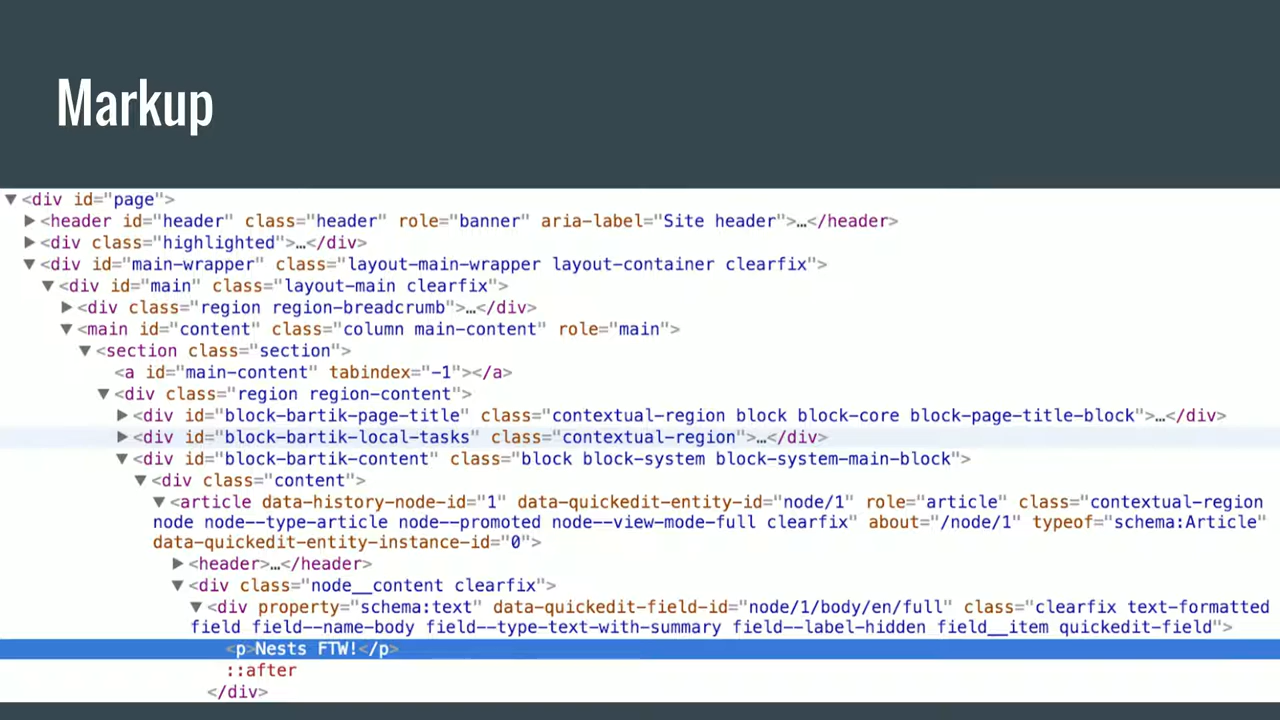 Markup
▼<div id="page">
▶<header id="header" class="header" role="banner" aria-label="Site header">…</header>
▶<div class="highlighted">…</div>
▼<div id="main-wrapper" class="layout-main-wrapper layout-container clearfix">
▼<div id="main" class="layout-main clearfix">
▶<div class="region region-breadcrumb">…</div>
▼<main id="content" class="column main-content" role="main">
▼<section class="section">
<a id="main-content" tabindex="-1"></a>
▼<div class="region region-content">
▶<div id="block-bartik-page-title" class="contextual-region block block-core block-page-title-block">…</div>
▶<div id="block-bartik-local-tasks" class="contextual-region">…</div>
▼<div id="block-bartik-content" class="block block-system block-system-main-block">
▼<div class="content">
▼<article data-history-node-id="1" data-quickedit-entity-id="node/1" role="article" class="contextual-region
node node--type-article node--promoted node--view-mode-full clearfix" about="/node/1" typeof="schema:Article"
data-quickedit-entity-instance-id="0">
▶<header>…</header>
▼<div class="node__content clearfix">
▼<div property="schema:text" data-quickedit-field-id="node/1/body/en/full" class="clearfix text-formatted
field field--name-body field--type-text-with-summary field--label-hidden field__item quickedit-field">
<p>Nests FTW!</p>
::after
</div>